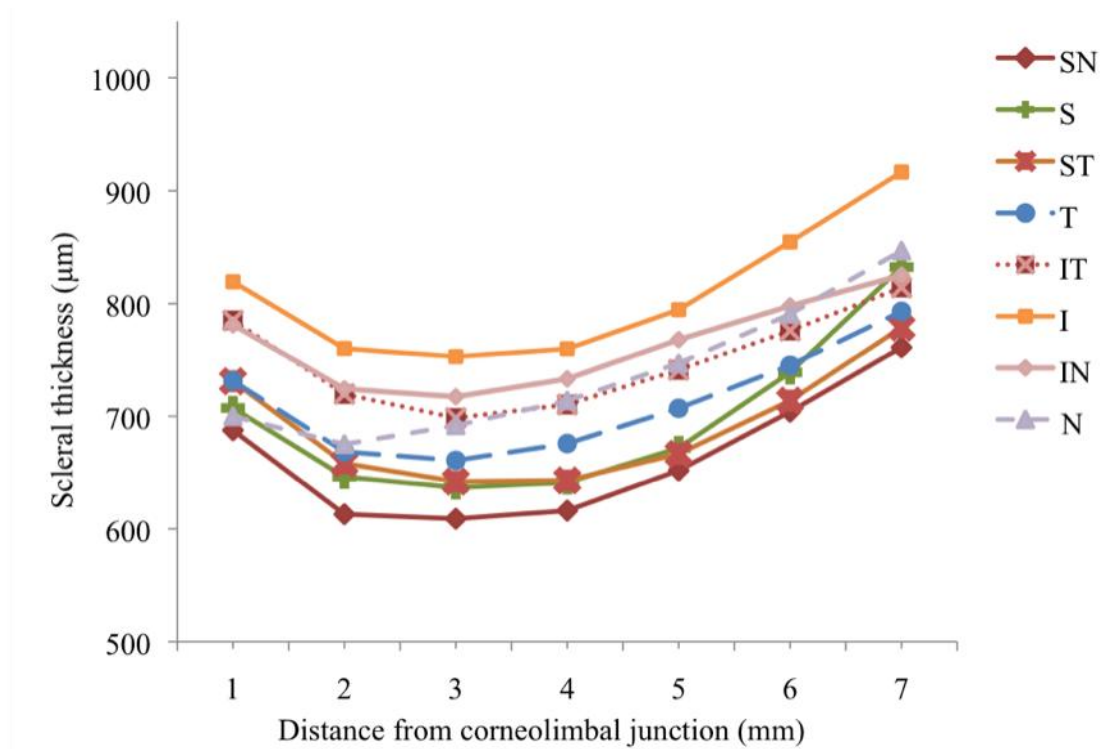 1000
900
800
700
600
500
Scleral thickness (μm)
1
2
3
4
5
6
7
Distance from corneolimbal junction (mm)
SN
S
ST
T
IT
I
IN
N